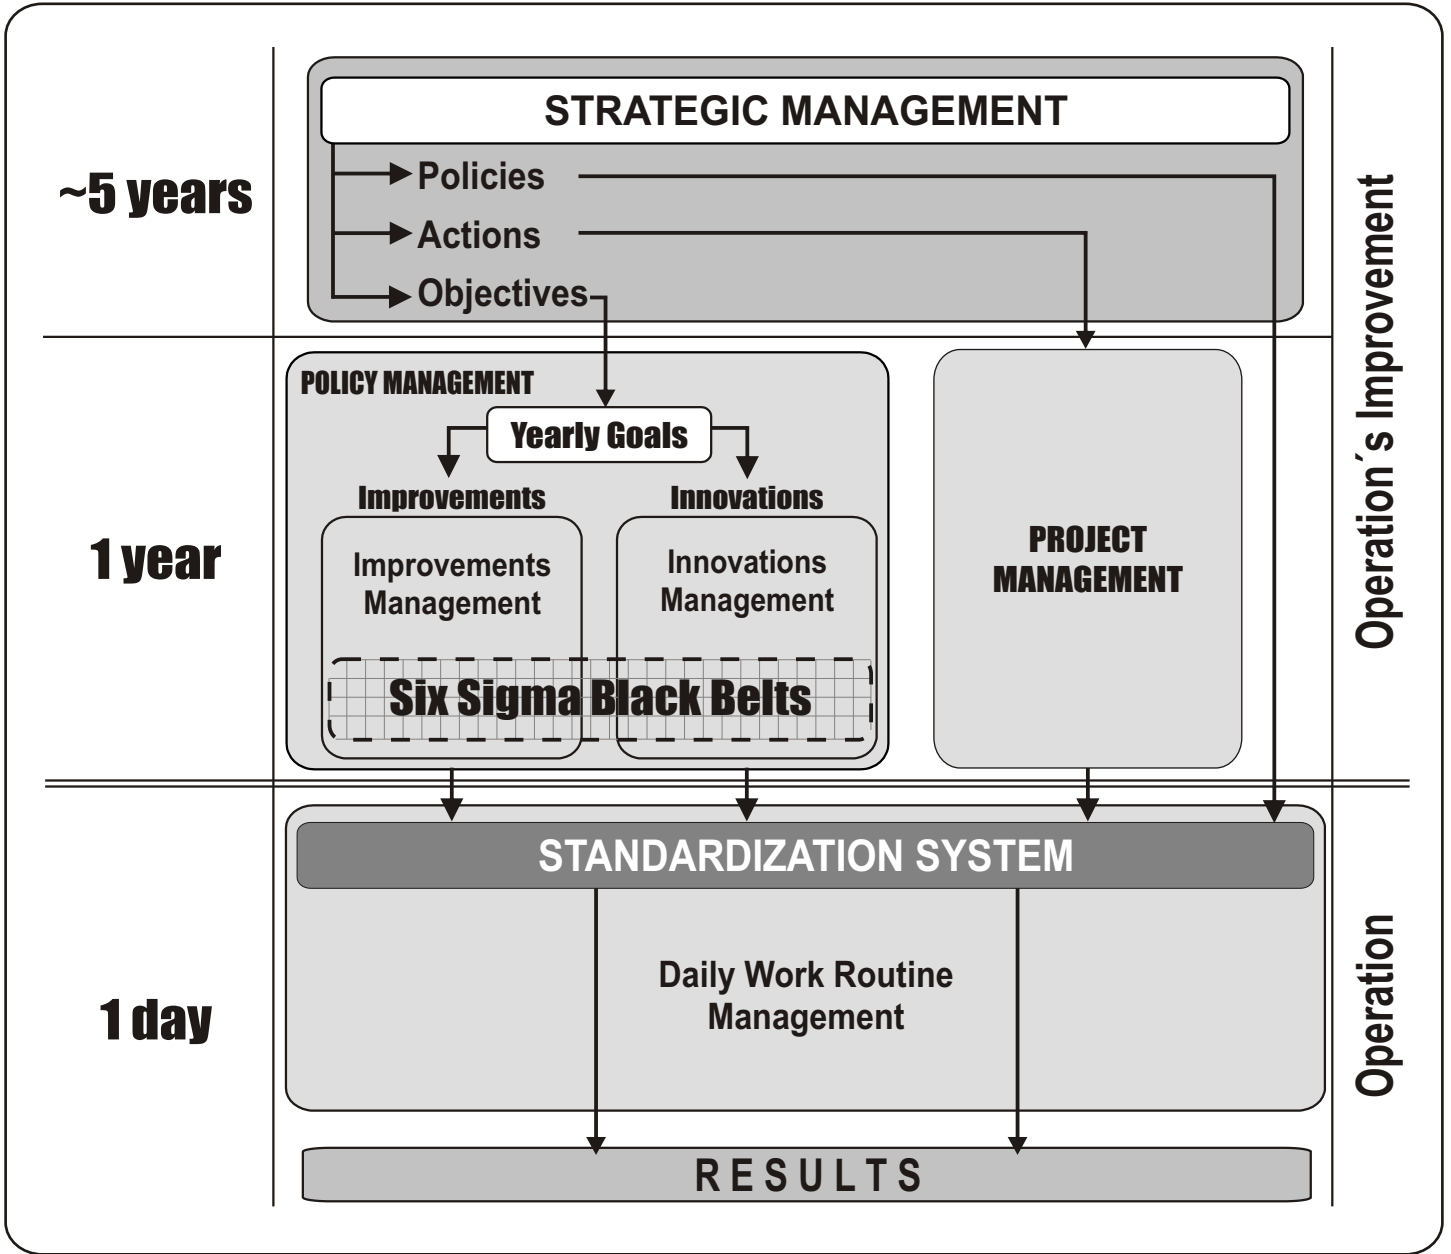 STRATEGIC MANAGEMENT
~5 years
Policies
Actions
Objectives
Operation´s Improvement
POLICY MANAGEMENT
Yearly Goals
Improvements
Innovations
1 year
Improvements
Management
Innovations
Management
PROJECT
MANAGEMENT
Six Sigma Black Belts
STANDARDIZATION SYSTEM
1 day
Daily Work Routine
Management
Operation
RESULTS